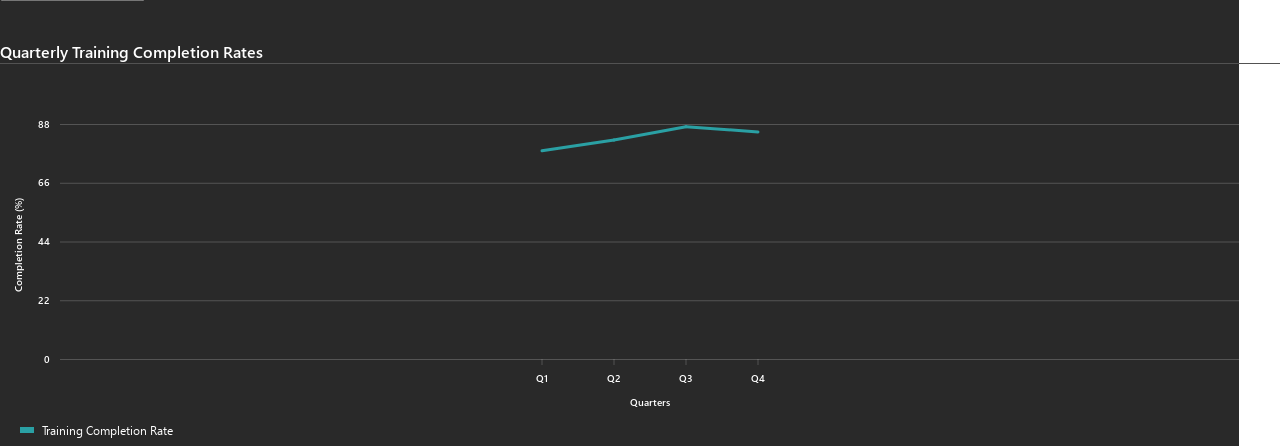 Quarterly Training Completion Rates
88
66
44
22
0
Completion Rate (%)
Q1 Q2 Q3 Q4
Quarters
Training Completion Rate